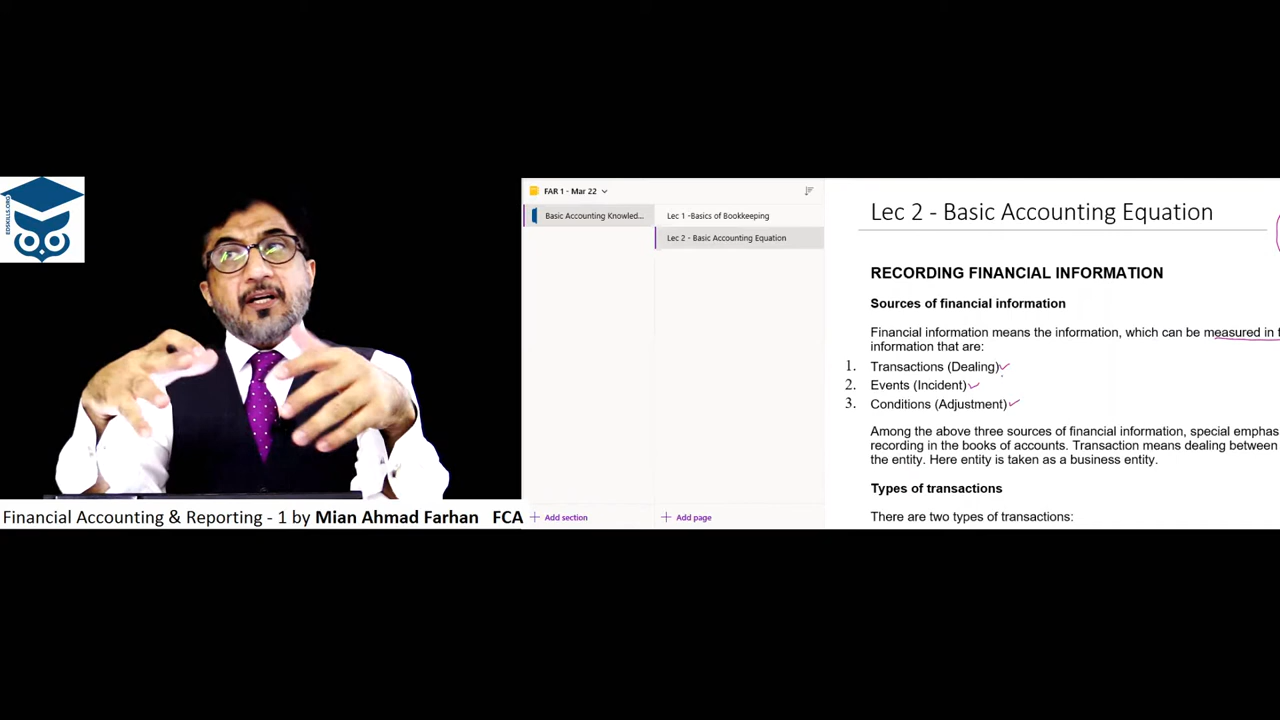 EDSKILLS.ORG
Financial Accounting & Reporting - 1 by Mian Ahmad Farhan FCA
FAR 1 - Mar 22
Basic Accounting Knowled...
Lec 1 -Basics of Bookkeeping
Lec 2 - Basic Accounting Equation
Add section
Add page
Lec 2 - Basic Accounting Equation
RECORDING FINANCIAL INFORMATION
Sources of financial information
Financial information means the information, which can be measured in
information that are:
1. Transactions (Dealing)
2. Events (Incident)
3. Conditions (Adjustment)
Among the above three sources of financial information, special emphas
recording in the books of accounts. Transaction means dealing between
the entity. Here entity is taken as a business entity.
Types of transactions
There are two types of transactions: